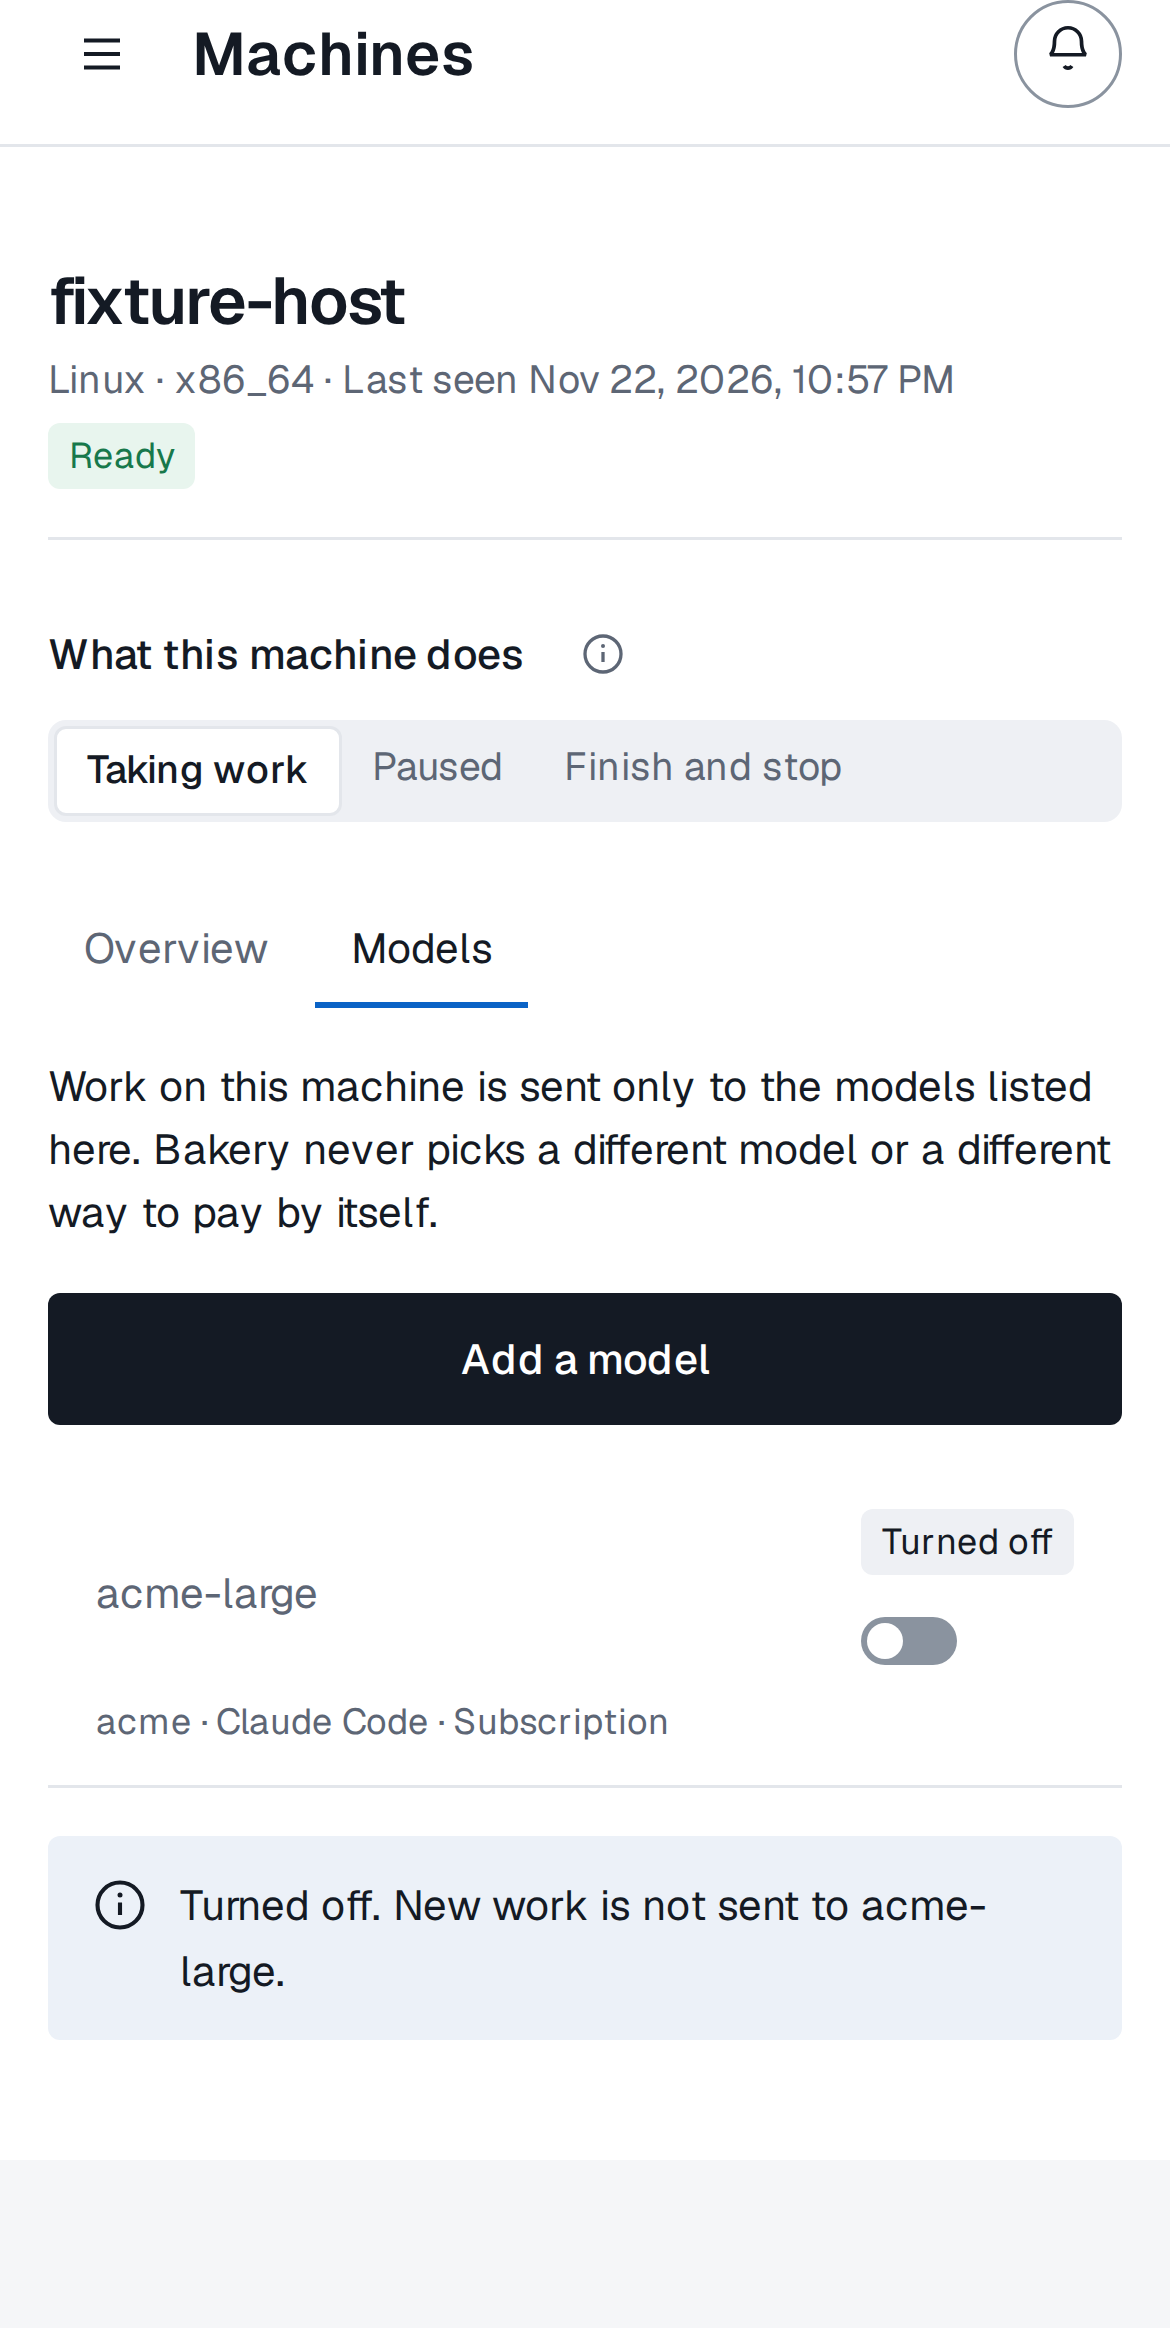 Machines
fixture-host
Linux · x86_64 · Last seen Nov 22, 2026, 10:57 PM
Ready
What this machine does
Taking work
Paused
Finish and stop
Overview
Models
Work on this machine is sent only to the models listed
here. Bakery never picks a different model or a different
way to pay by itself.
Add a model
Turned off
acme-large
acme · Claude Code · Subscription
Turned off. New work is not sent to acme-
large.